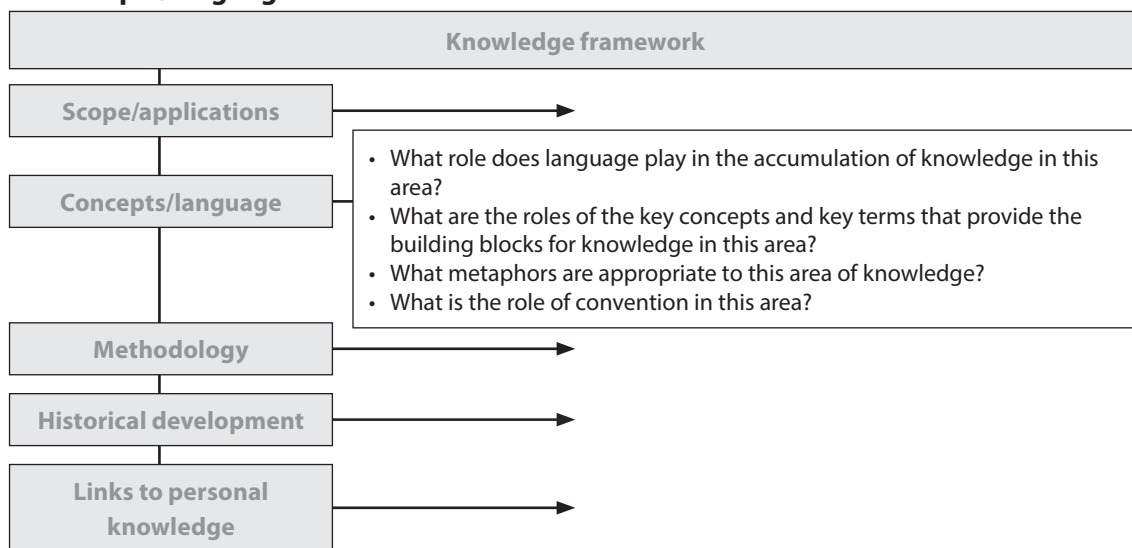 Knowledge framework
Scope/applications
Concepts/language
• What role does language play in the accumulation of knowledge in this
area?
• What are the roles of the key concepts and key terms that provide the
building blocks for knowledge in this area?
• What metaphors are appropriate to this area of knowledge?
• What is the role of convention in this area?
Methodology
Historical development
Links to personal
knowledge